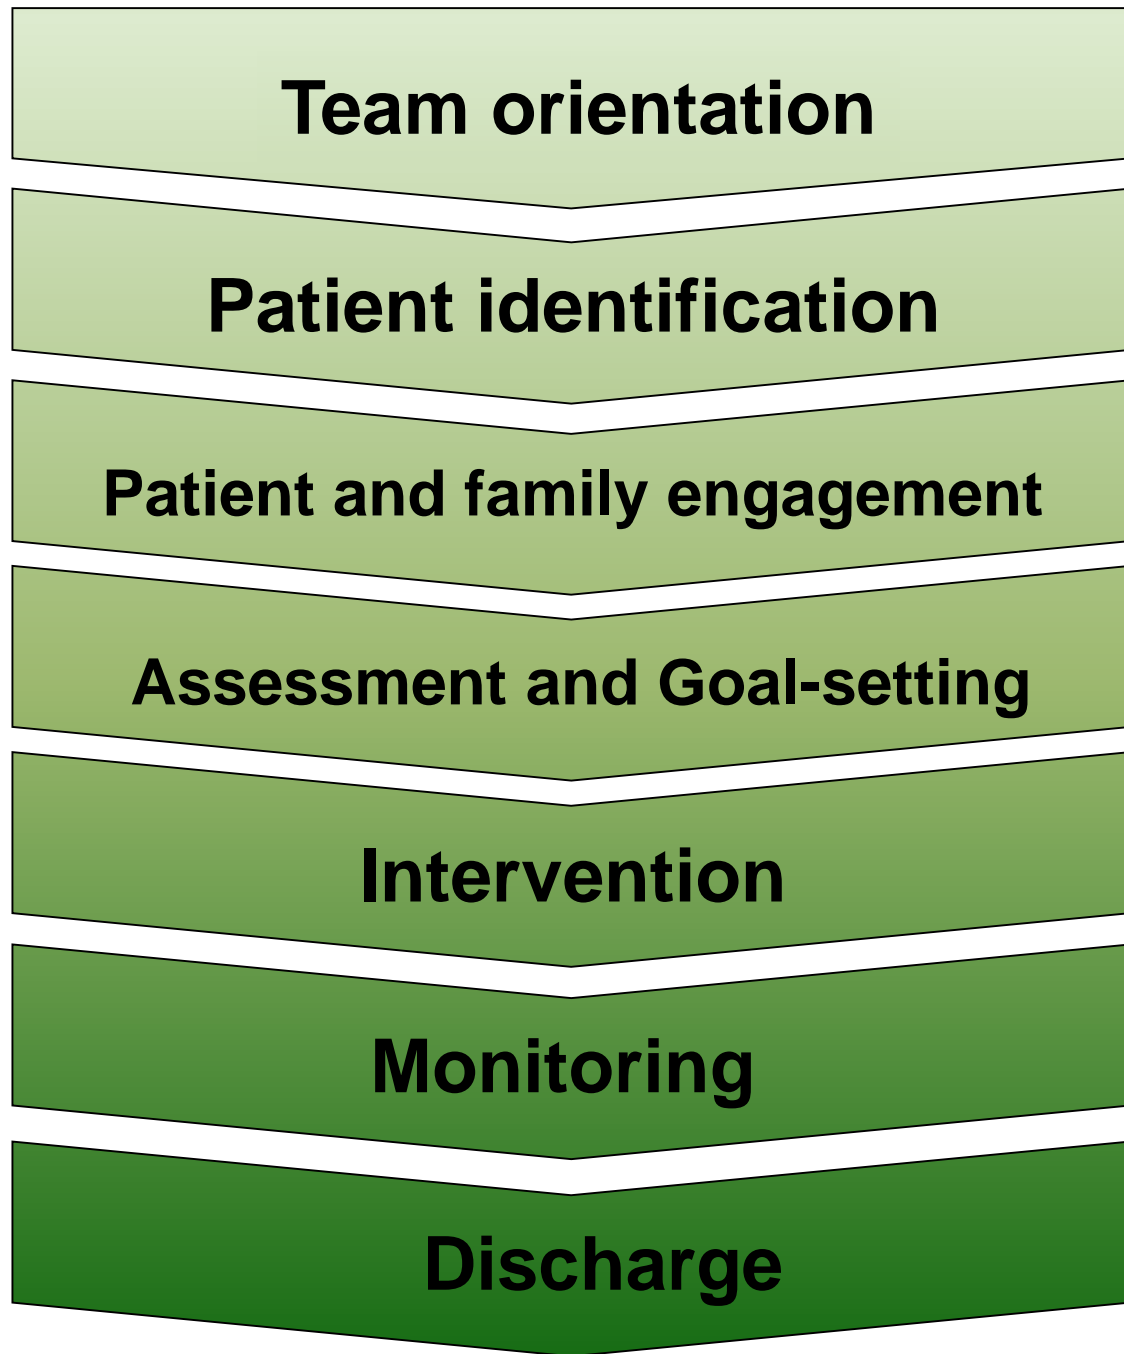 Team orientation
Patient identification
Patient and family engagement
Assessment and Goal-setting
Intervention
Monitoring
Discharge